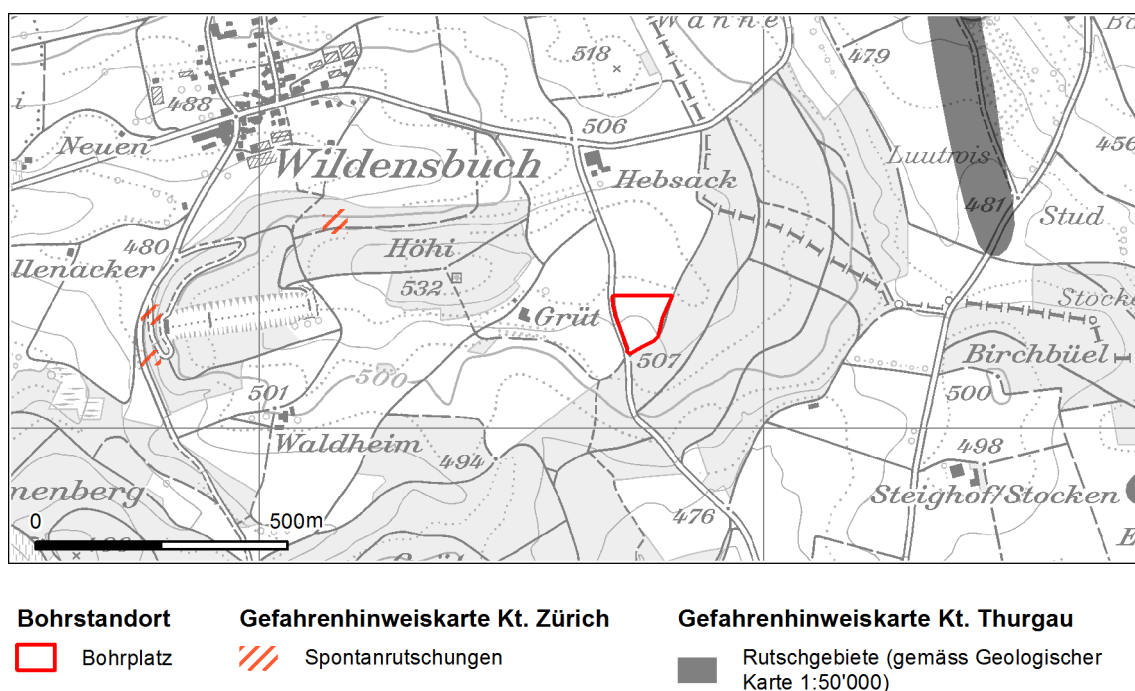 Wanne
518
479
488
506
Neuen
Luutwis
456
Wildensbuch
Hebsack
481
Stud
480
Höhi
llenacker
532
Grüt
Stocke
507
Birchbüel
500
500
501
Waldheim
498
494
nenberg
Steighof/Stocken
476
0
500m
E
Bohrstandort
Bohrplatz
Gefahrenhinweiskarte Kt. Zürich
Spontanrutschungen
Gefahrenhinweiskarte Kt. Thurgau
Rutschgebiete (gemäss Geologischer
Karte 1:50'000)